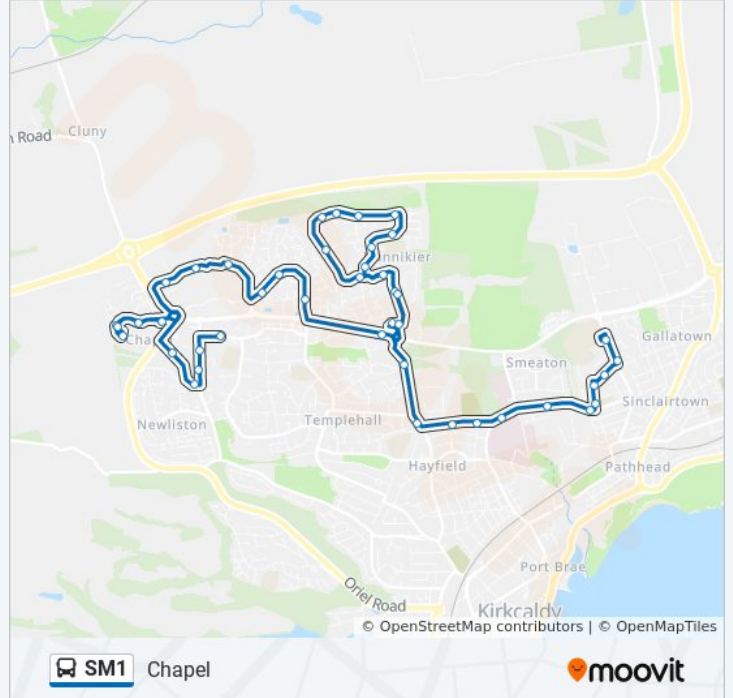 Cluny
n Road
nnikier
Cha
Gallatown
Smeaton
Sinclairtown
Templehall
Newliston
Hayfield
Pathhead
Port Brae
Oriel Road
Kirkcaldy
© OpenStreetMap contributors | © OpenMapTiles
SM1 Chapel
moovit